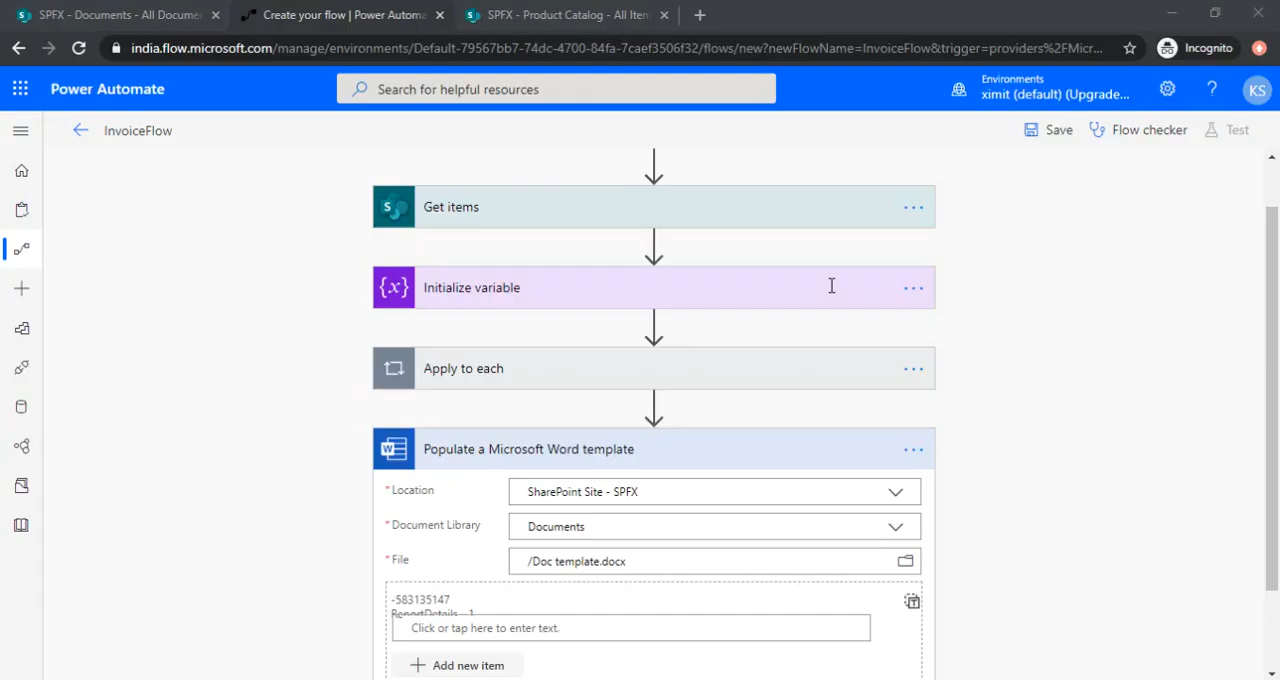 SPFX - Documents - All Documer
Create your flow | Power Automa
SPFX - Product Catalog - All Item
india.flow.microsoft.com/manage/environments/Default-79567bb7-74dc-4700-84fa-7caef3506f32/flows/new?newFlowName=InvoiceFlow&trigger=providers%2FMicr...
Incognito
Power Automate
Search for helpful resources
Environments
ximit (default) (Upgrade...
?
KS
InvoiceFlow
Save
Flow checker
Test
S
Get items
...
{x}
Initialize variable
...
Apply to each
...
W
Populate a Microsoft Word template
...
* Location
SharePoint Site - SPFX
* Document Library
Documents
* File
/Doc template.docx
-583135147
ReportDetails 1
Click or tap here to enter text.
Add new item